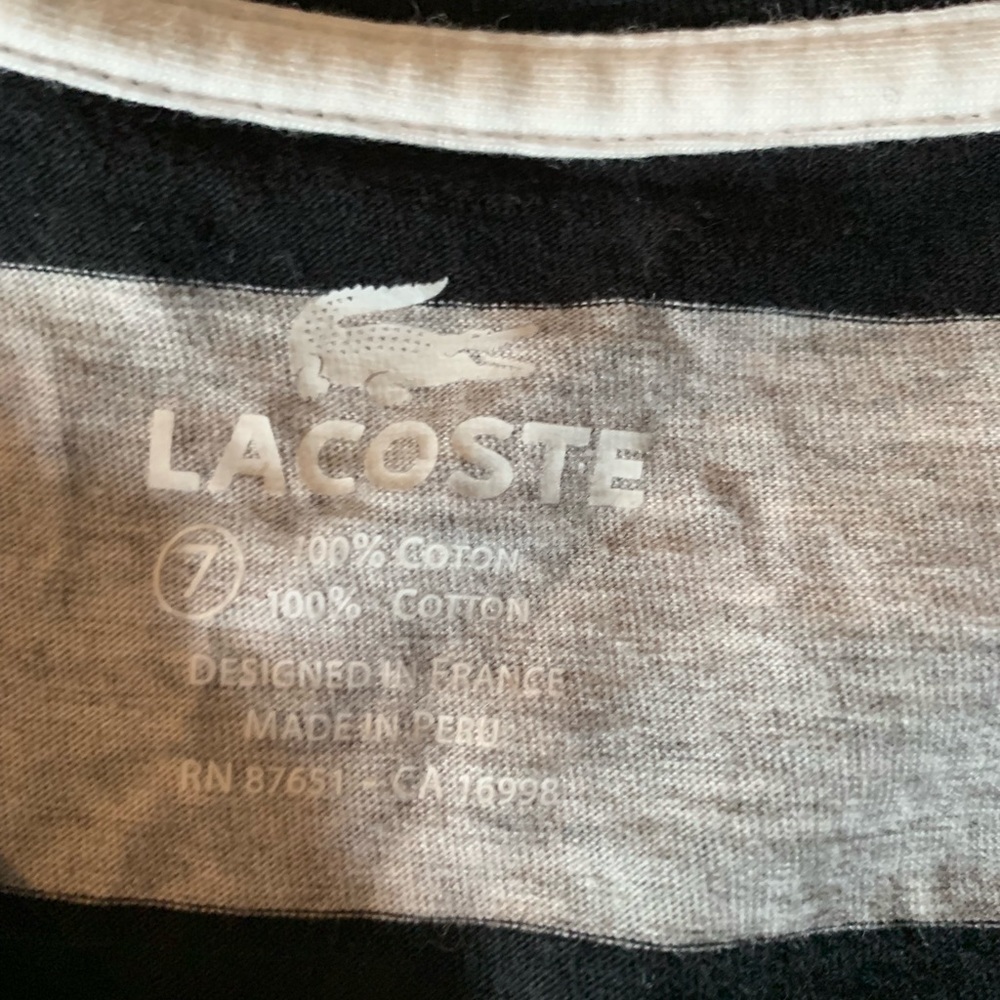 LACOSTE
7
100% COTON
100% COTTON
DESIGNED IN FRANCE
MADE IN PERU
RN 87651 - CA 16998